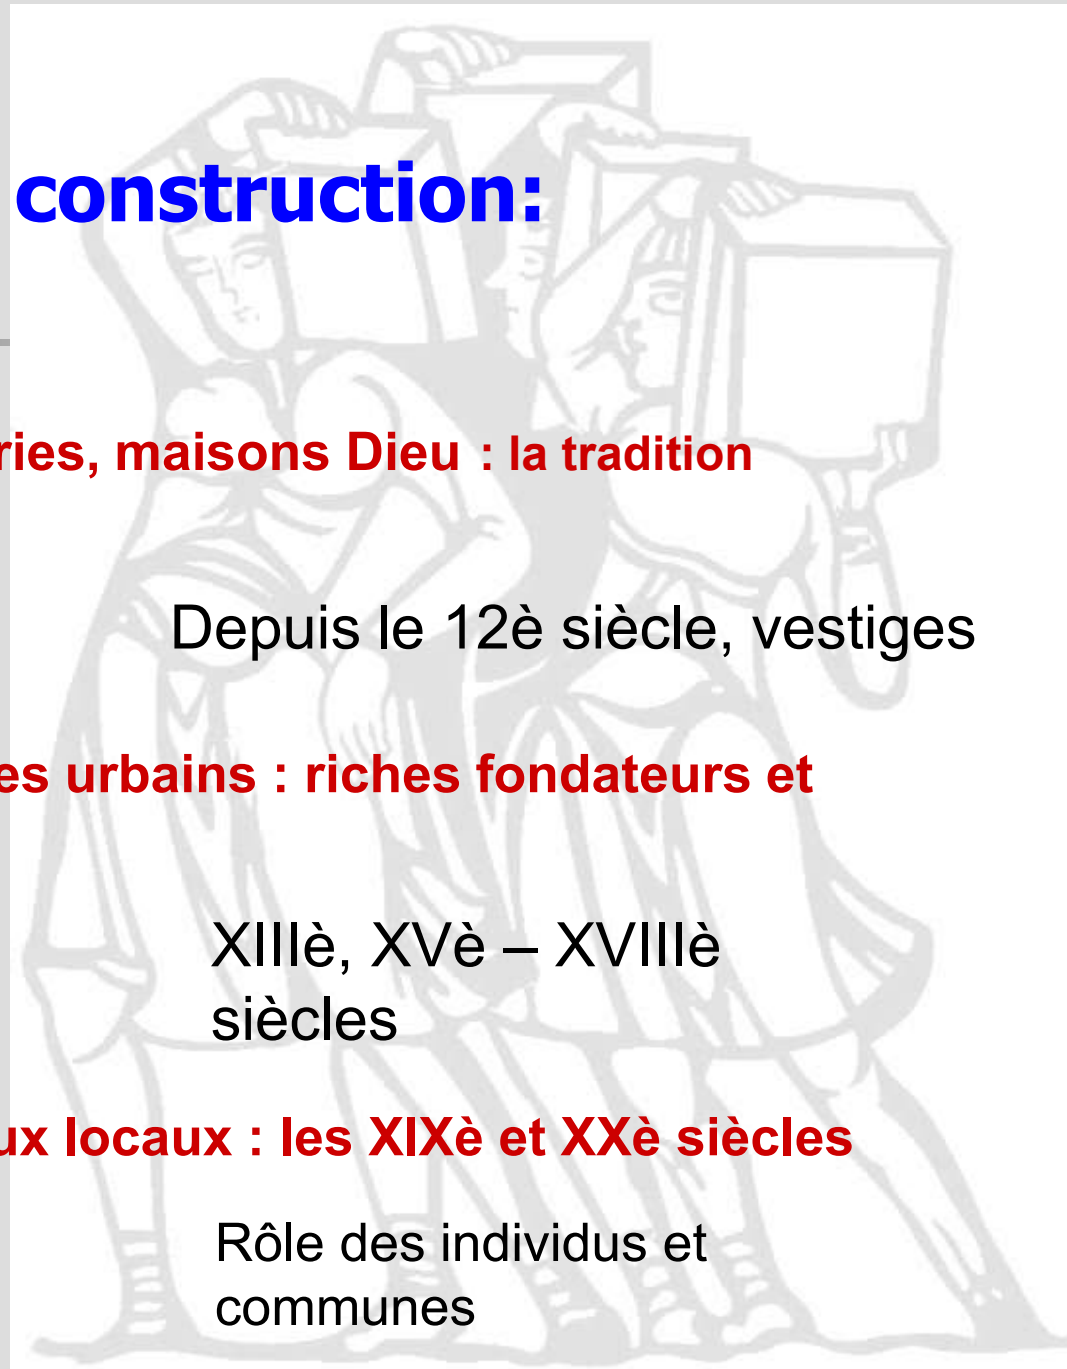 construction:
ries, maisons Dieu : la tradition
Depuis le 12è siècle, vestiges
es urbains : riches fondateurs et
XIIIè, XVè – XVIIIè
siècles
ux locaux : les XIXè et XXè siècles
Rôle des individus et
communes